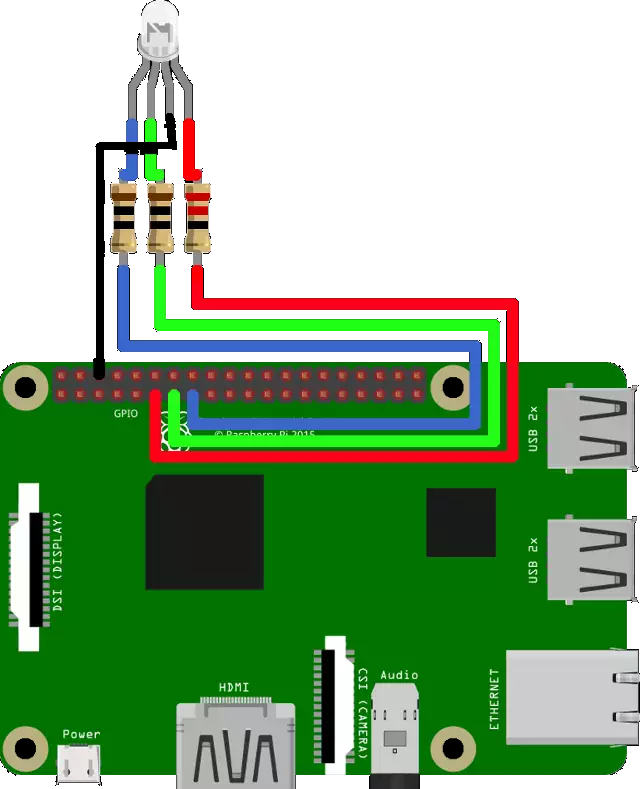 GPIO
© Raspberry Pi 2015
USB 2x
DSI (DISPLAY)
USB 2x
HDMI
CSI (CAMERA)
Audio
ETHERNET
Power